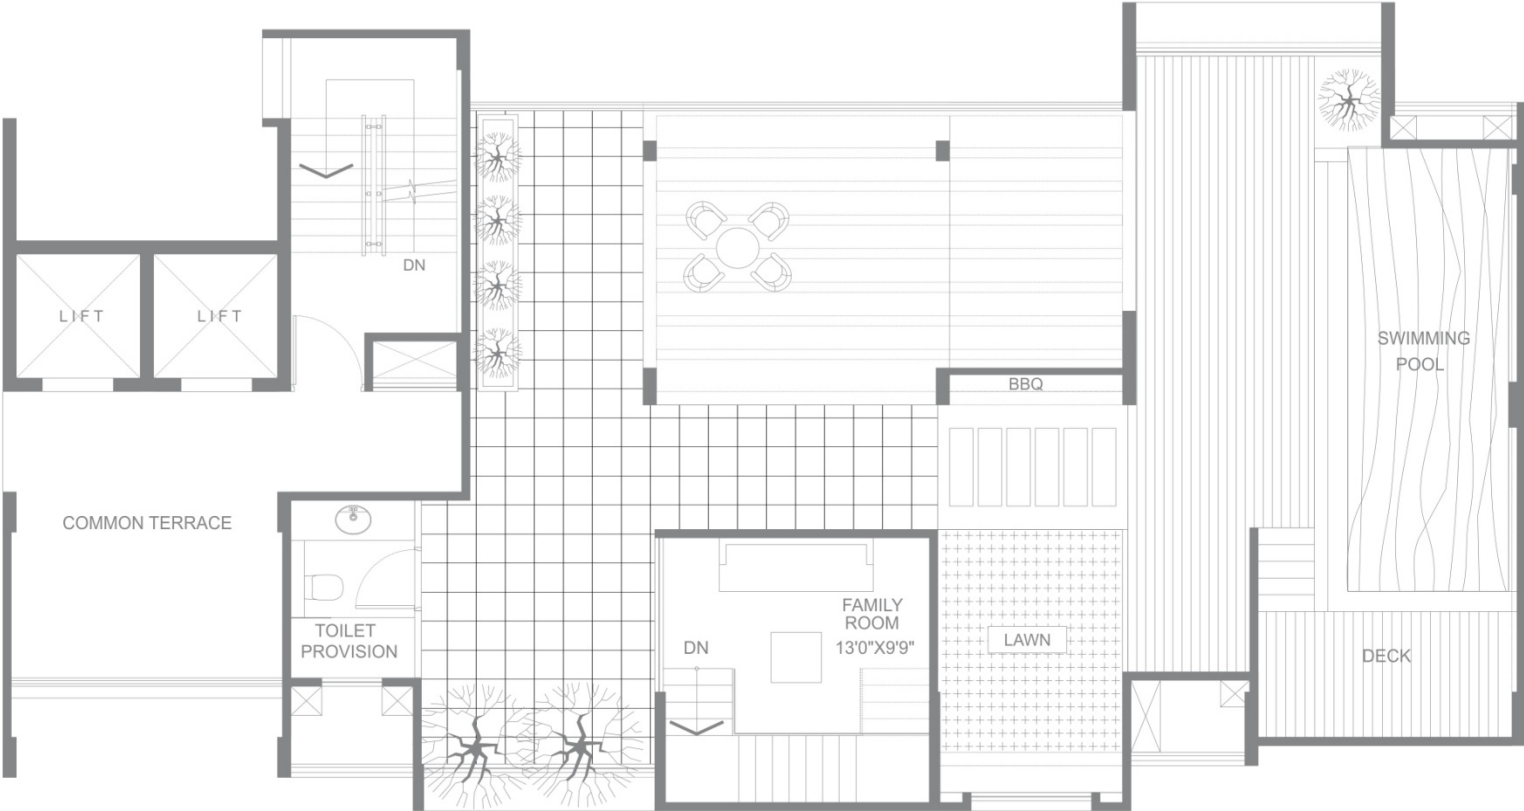 DN
LIFT
LIFT
SWIMMING
POOL
BBQ
COMMON TERRACE
FAMILY
ROOM
13'0"X9'9"
TOILET
PROVISION
DN
LAWN
DECK